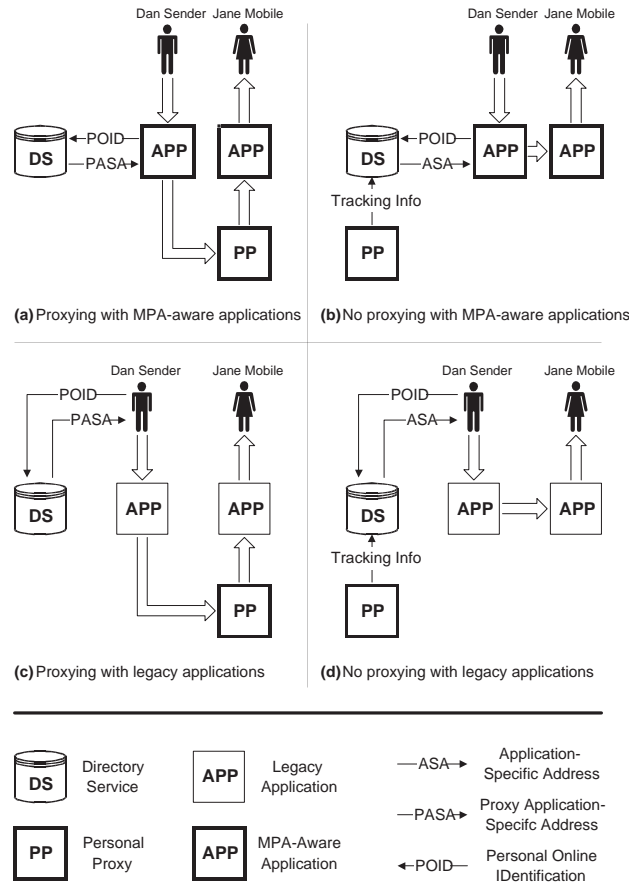 Dan Sender Jane Mobile
POID
PASA
DS
APP
APP
PP
(a) Proxying with MPA-aware applications
Dan Sender Jane Mobile
POID
ASA
DS
APP
APP
Tracking Info
PP
(b) No proxying with MPA-aware applications
Dan Sender Jane Mobile
POID
PASA
DS
APP
APP
PP
(c) Proxying with legacy applications
Dan Sender Jane Mobile
POID
ASA
DS
APP
APP
Tracking Info
PP
(d) No proxying with legacy applications
DS
Directory
Service
APP
Legacy
Application
ASA
Application-
Specific Address
PASA
Proxy Application-
Specifc Address
PP
Personal
Proxy
APP
MPA-Aware
Application
POID
Personal Online
IDentification